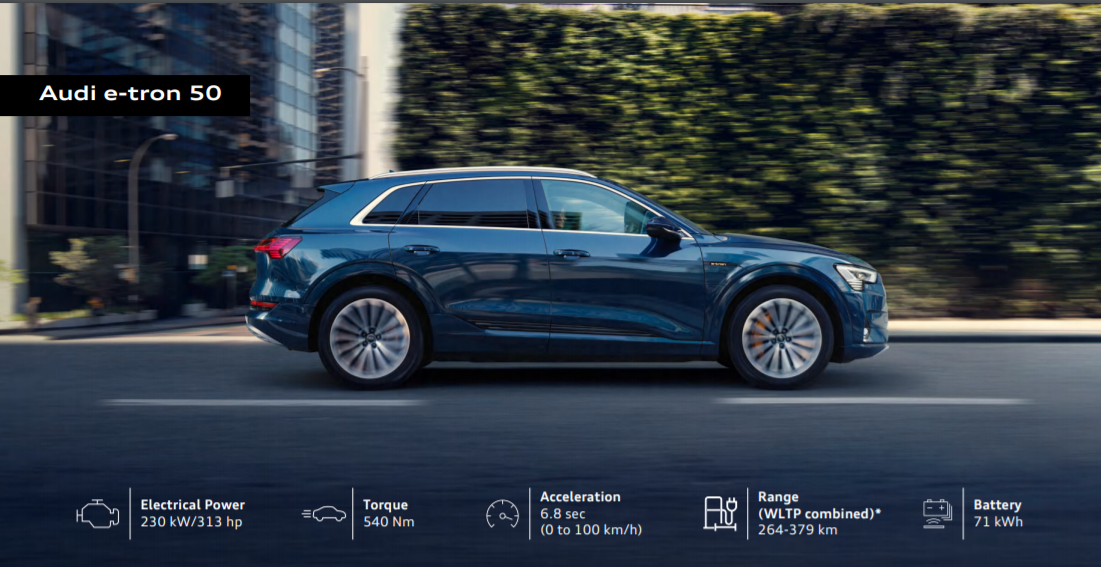 Audi e-tron 50
Electrical Power
230 kW/313 hp
Torque
540 Nm
Acceleration
6.8 sec
(0 to 100 km/h)
Range
(WLTP combined)*
264-379 km
Battery
71 kWh